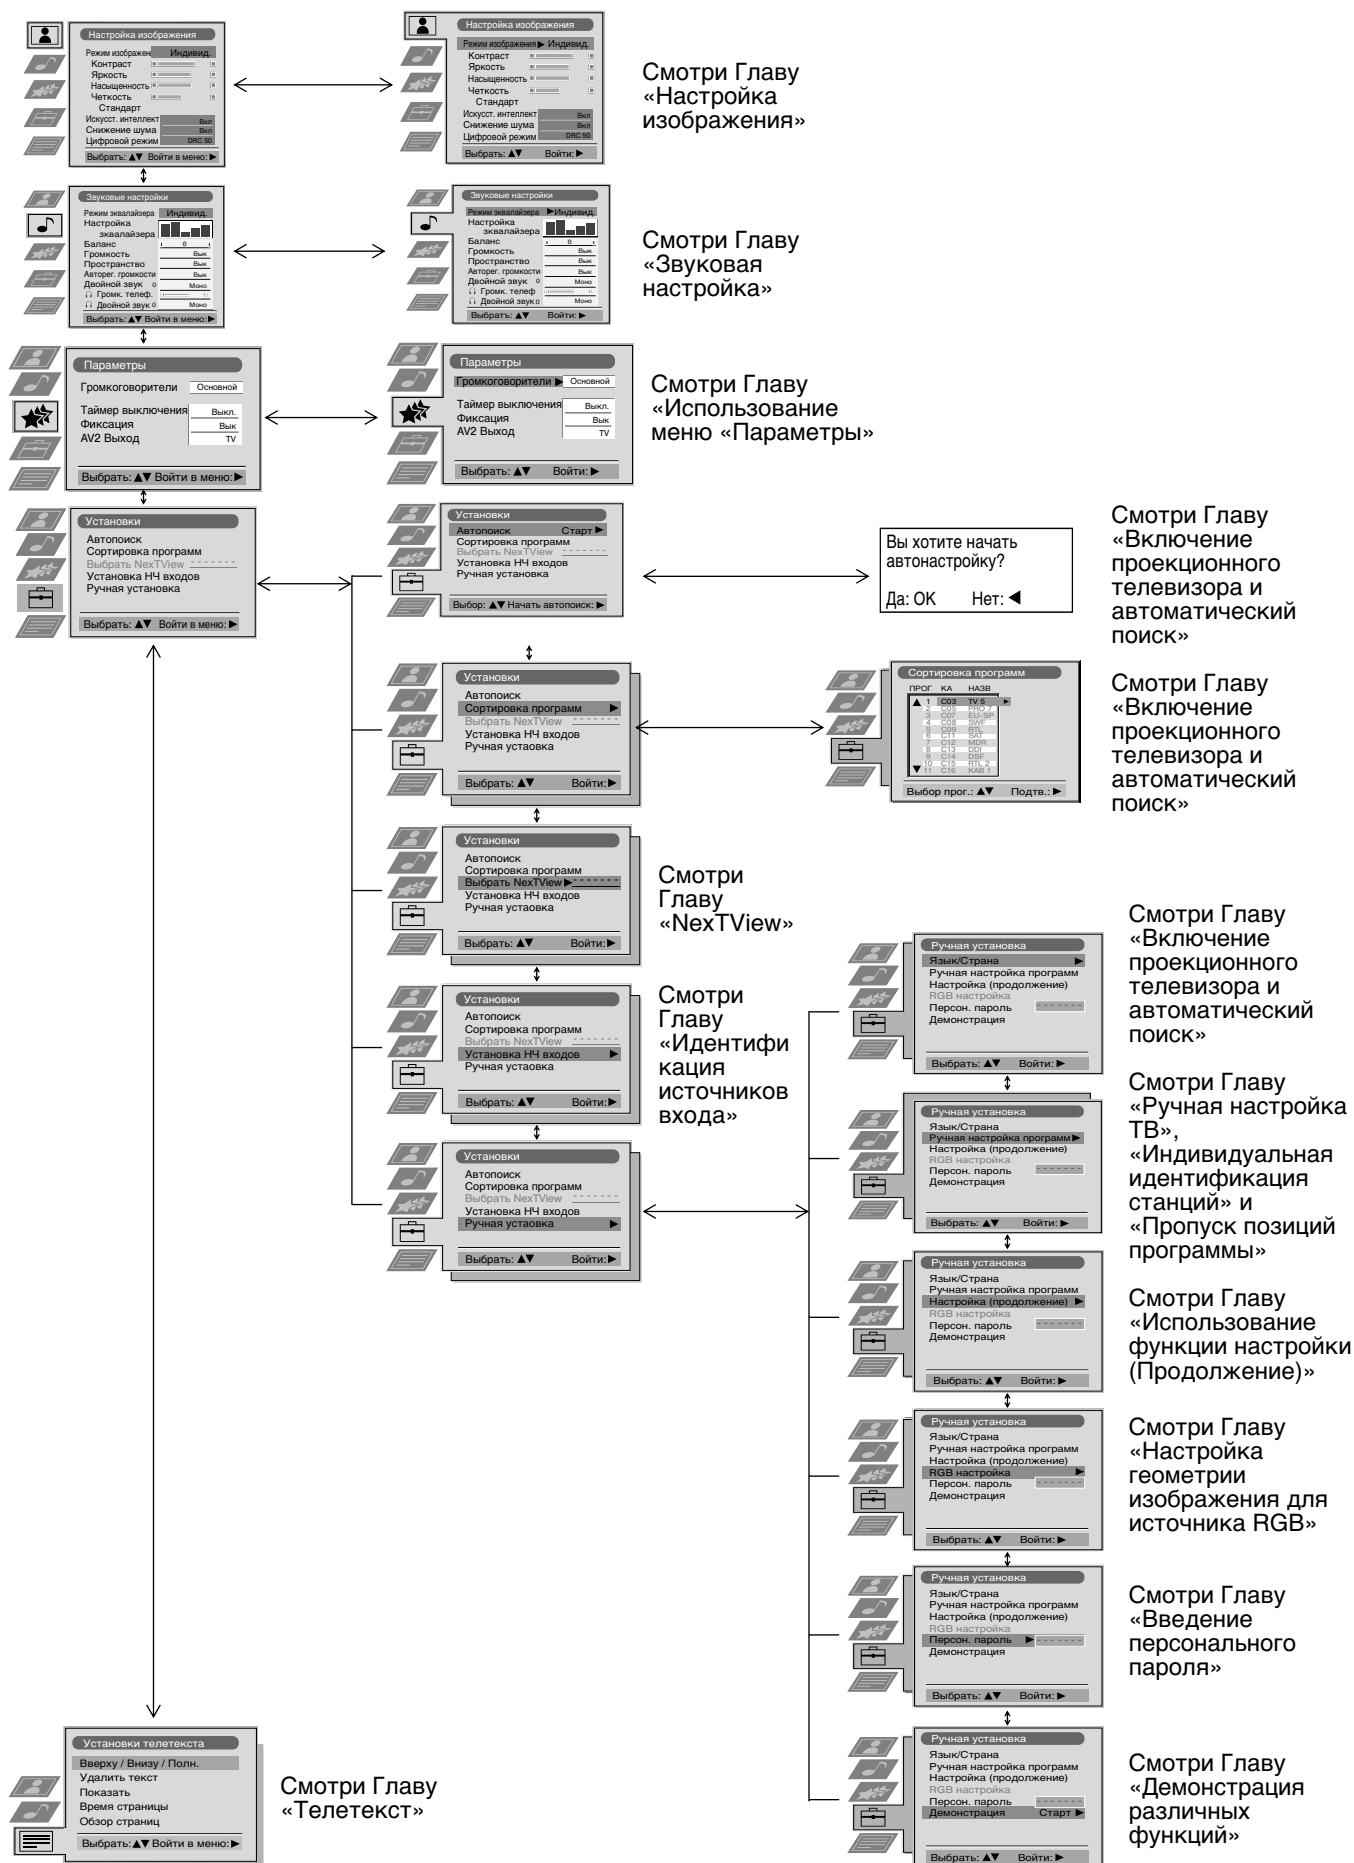 Настройка изображения
Режим изображен Индивид.
Контраст
Яркость
Насыщенность
Четкость
Стандарт
Искусст. интеллект Вкл
Снижение шума Вкл
Цифровой режим DRC 50
Выбрать: ▲▼ Войти в меню: ▶
Настройка изображения
Режим изображения ▶ Индивид.
Контраст
Яркость
Насыщенность
Четкость
Стандарт
Искусст. интеллект Вкл
Снижение шума Вкл
Цифровой режим DRC 50
Выбрать: ▲▼ Войти: ▶
Смотри Главу
«Настройка
изображения»
Звуковые настройки
Режим эквалайзера Индивид.
Настройка
эквалайзера
Баланс 0
Громкость Вык
Пространство Вык
Авторег. громкости Вык
Двойной звук 0 Моно
Громк. телеф.
Двойной звук 0 Моно
Выбрать: ▲▼ Войти в меню: ▶
Звуковые настройки
Режим эквалайзера ▶Индивид.
Настройка
эквалайзера
Баланс 0
Громкость Вык
Пространство Вык
Авторег. громкости Вык
Двойной звук 0 Моно
Громк. телеф
Двойной звук 0 Моно
Выбрать: ▲▼ Войти: ▶
Смотри Главу
«Звуковая
настройка»
Параметры
Громкоговорители Основной
Таймер выключения Выкл.
Фиксация Вык
AV2 Выход TV
Выбрать: ▲▼ Войти в меню: ▶
Параметры
Громкоговорители ▶ Основной
Таймер выключения Выкл.
Фиксация Вык
AV2 Выход TV
Выбрать: ▲▼ Войти: ▶
Смотри Главу
«Использование
меню «Параметры»
Установки
Автопоиск
Сортировка программ
Выбрать NexTView -------
Установка НЧ входов
Ручная установка
Выбрать: ▲▼ Войти в меню: ▶
Установки
Автопоиск Старт ▶
Сортировка программ
Выбрать NexTView -------
Установка НЧ входов
Ручная установка
Выбор: ▲▼ Начать автопоиск: ▶
Вы хотите начать
автонастройку?
Да: OK Нет: ◀
Смотри Главу
«Включение
проекционного
телевизора и
автоматический
поиск»
Установки
Автопоиск
Сортировка программ ▶
Выбрать NexTView -------
Установка НЧ входов
Ручная устаовка
Выбрать: ▲▼ Войти: ▶
Сортировка программ
ПРОГ КА НАЗВ
▲ 1 C03 TV 5 ▶
2 C05 PRO 7
3 C07 EU-SP
4 C08 SWF
5 C09 RTL
6 C11 SAT
7 C12 MDR
8 C13 DDI
9 C14 DSF
10 C15 RTL 2
▼ 11 C16 KAB 1
Выбор прог.: ▲▼ Подтв.: ▶
Смотри Главу
«Включение
проекционного
телевизора и
автоматический
поиск»
Установки
Автопоиск
Сортировка программ
Выбрать NexTView ▶ -------
Установка НЧ входов
Ручная устаовка
Выбрать: ▲▼ Войти: ▶
Смотри
Главу
«NexTView»
Установки
Автопоиск
Сортировка программ
Выбрать NexTView -------
Установка НЧ входов ▶
Ручная устаовка
Выбрать: ▲▼ Войти: ▶
Смотри
Главу
«Идентифи
кация
источников
входа»
Установки
Автопоиск
Сортировка программ
Выбрать NexTView -------
Установка НЧ входов
Ручная устаовка ▶
Выбрать: ▲▼ Войти: ▶
Ручная установка
Язык/Страна ▶
Ручная настройка программ
Настройка (продолжение)
RGB настройка
Персон. пароль -------
Демонстрация
Выбрать: ▲▼ Войти: ▶
Смотри Главу
«Включение
проекционного
телевизора и
автоматический
поиск»
Ручная установка
Язык/Страна
Ручная настройка программ ▶
Настройка (продолжение)
RGB настройка
Персон. пароль -------
Демонстрация
Выбрать: ▲▼ Войти: ▶
Смотри Главу
«Ручная настройка
ТВ»,
«Индивидуальная
идентификация
станций» и
«Пропуск позиций
программы»
Ручная установка
Язык/Страна
Ручная настройка программ
Настройка (продолжение) ▶
RGB настройка
Персон. пароль -------
Демонстрация
Выбрать: ▲▼ Войти: ▶
Смотри Главу
«Использование
функции настройки
(Продолжение)»
Ручная установка
Язык/Страна
Ручная настройка программ
Настройка (продолжение)
RGB настройка ▶
Персон. пароль -------
Демонстрация
Выбрать: ▲▼ Войти: ▶
Смотри Главу
«Настройка
геометрии
изображения для
источника RGB»
Ручная установка
Язык/Страна
Ручная настройка программ
Настройка (продолжение)
RGB настройка
Персон. пароль ▶ -------
Демонстрация
Выбрать: ▲▼ Войти: ▶
Смотри Главу
«Введение
персонального
пароля»
Установки телетекста
Вверху / Внизу / Полн.
Удалить текст
Показать
Время страницы
Обзор страниц
Выбрать: ▲▼ Войти в меню: ▶
Смотри Главу
«Телетекст»
Ручная установка
Язык/Страна
Ручная настройка программ
Настройка (продолжение)
RGB настройка
Персон. пароль -------
Демонстрация Старт ▶
Выбрать: ▲▼ Войти: ▶
Смотри Главу
«Демонстрация
различных
функций»